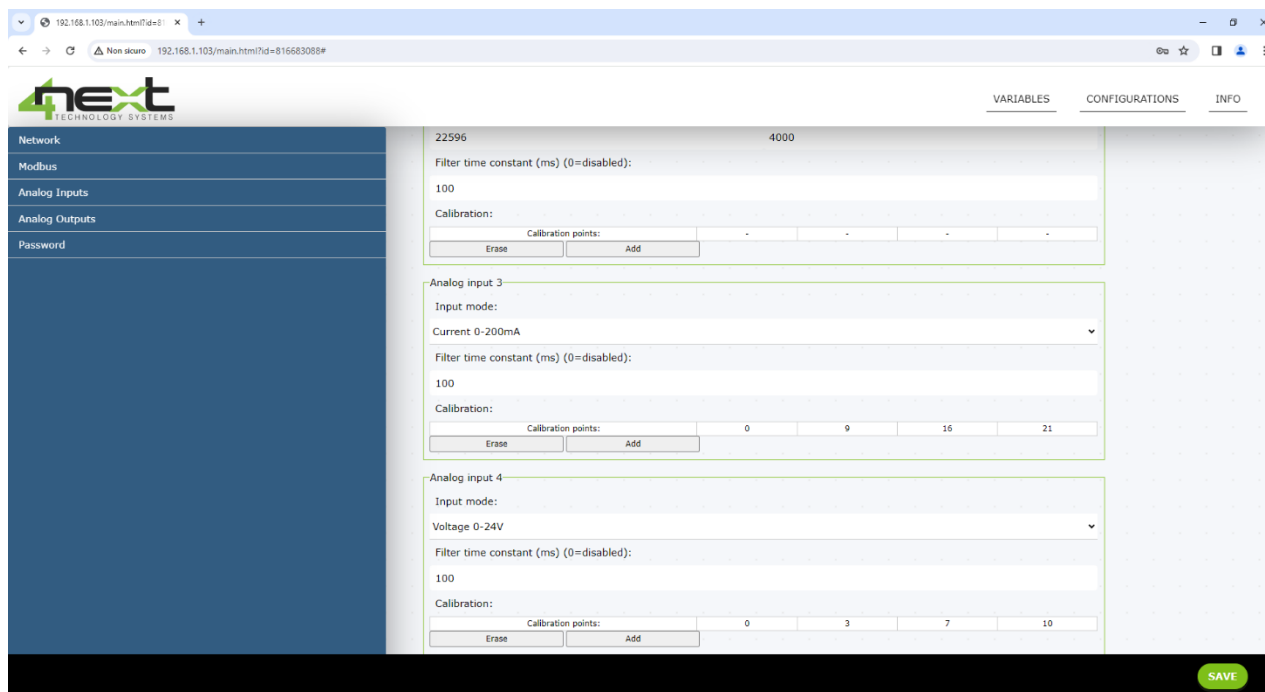 192.168.1.103/main.html?id=81
Non sicuro 192.168.1.103/main.html?id=816683088#
4next
TECHNOLOGY SYSTEMS
VARIABLES CONFIGURATIONS INFO
Network
Modbus
Analog Inputs
Analog Outputs
Password
22596 4000
Filter time constant (ms) (0=disabled):
100
Calibration:
Calibration points: - - - -
Erase Add
Analog input 3
Input mode:
Current 0-200mA
Filter time constant (ms) (0=disabled):
100
Calibration:
Calibration points: 0 9 16 21
Erase Add
Analog input 4
Input mode:
Voltage 0-24V
Filter time constant (ms) (0=disabled):
100
Calibration:
Calibration points: 0 3 7 10
Erase Add
SAVE